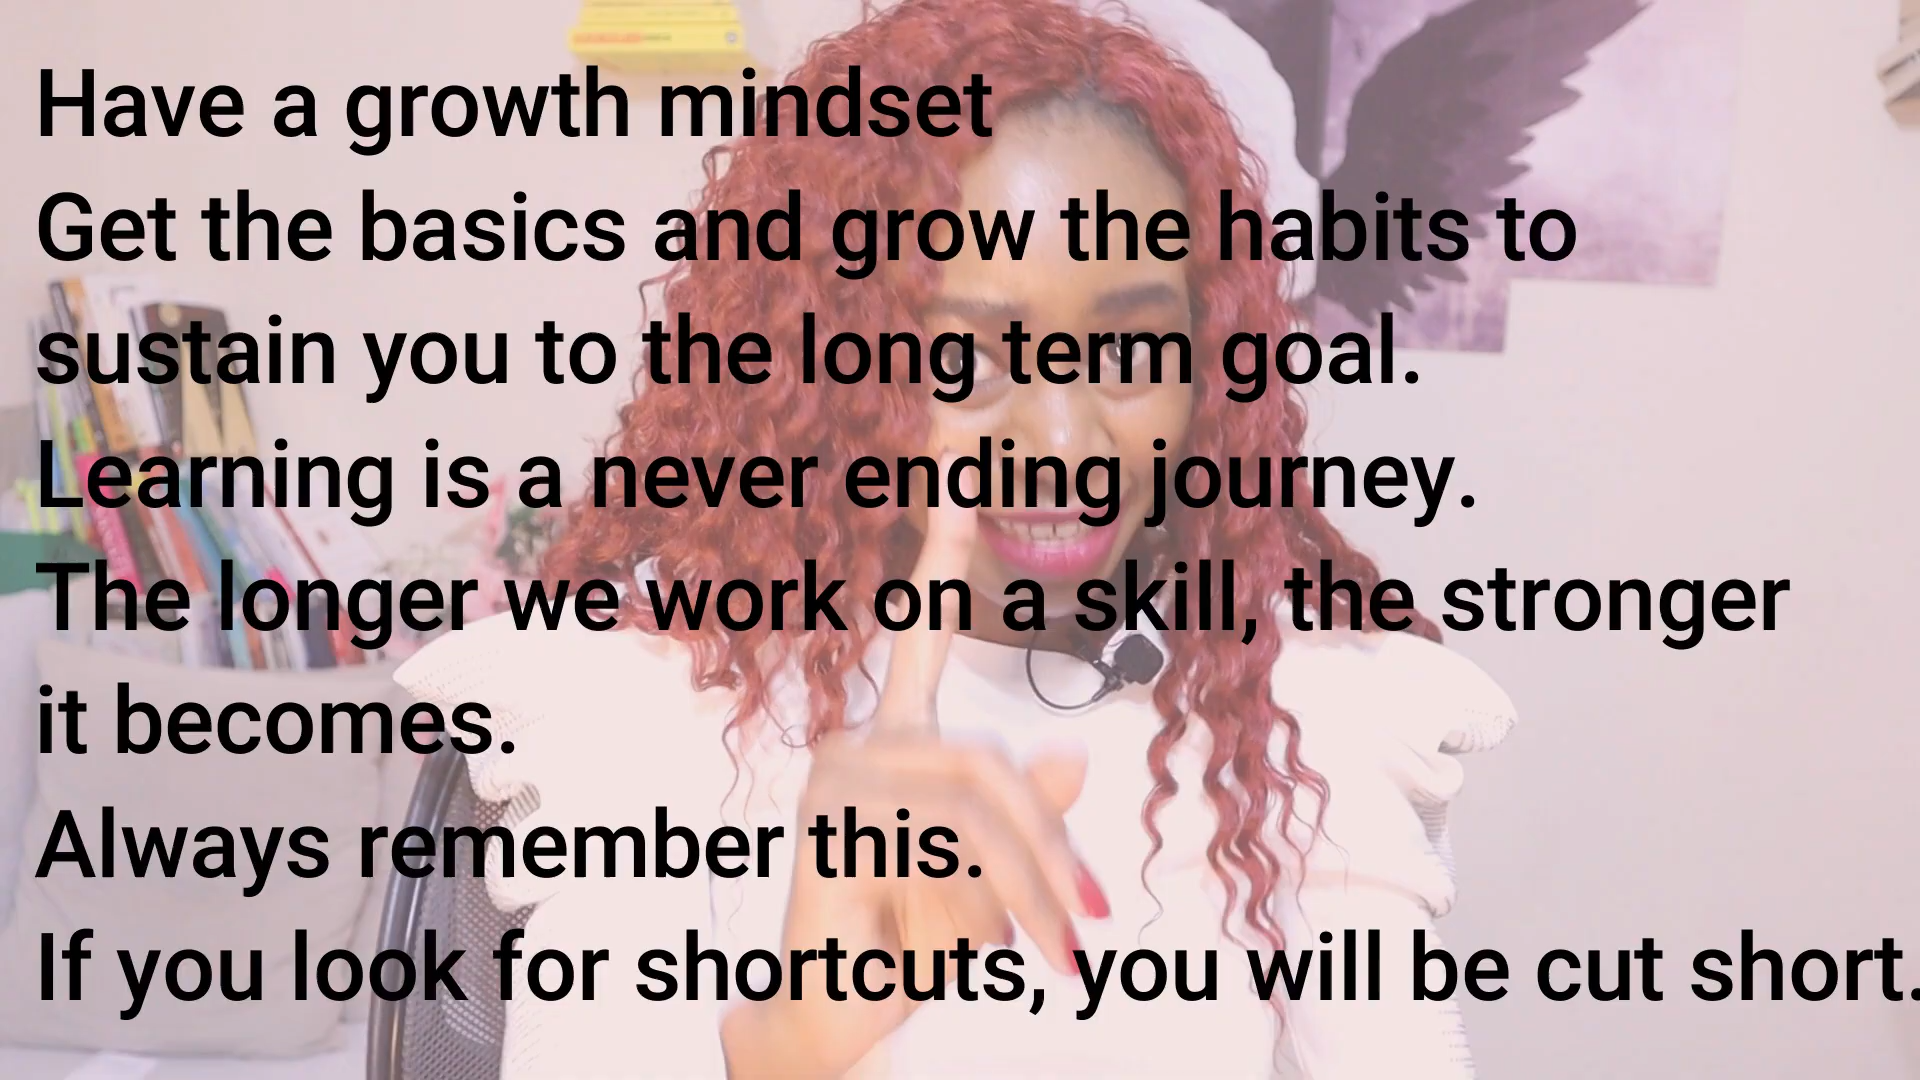 Have a growth mindset
Get the basics and grow the habits to
sustain you to the long term goal.
Learning is a never ending journey.
The longer we work on a skill, the stronger
it becomes.
Always remember this.
If you look for shortcuts, you will be cut short.